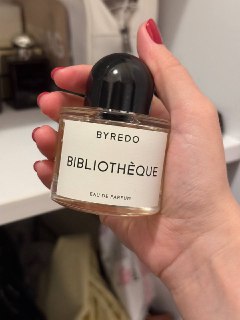 BYREDO
BIBLIOTHÈQUE
EAU DE PARFUM